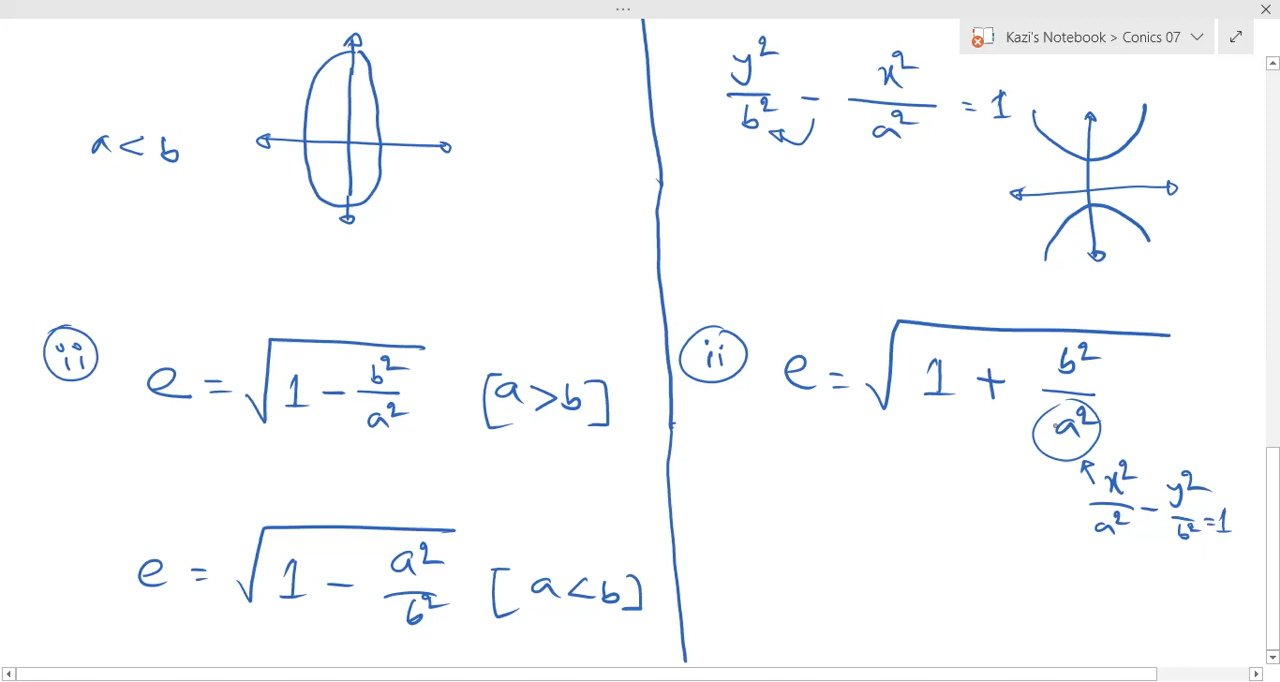 ...
Kazi's Notebook > Conics 07
a < b
y²/b² - x²/a² = 1
ii
e = √(1 - b²/a²) [a > b]
e = √(1 - a²/b²) [a < b]
ii
e = √(1 + b²/a²)
x²/a² - y²/b² = 1